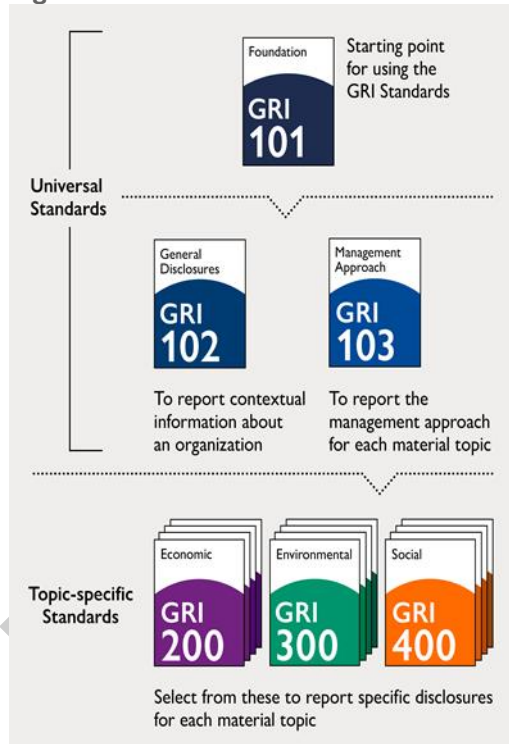 Foundation
GRI
101
Starting point
for using the
GRI Standards
Universal
Standards
General
Disclosures
GRI
102
Management
Approach
GRI
103
To report contextual
information about
an organization
To report the
management approach
for each material topic
Topic-specific
Standards
Economic
GRI
200
Environmental
GRI
300
Social
GRI
400
Select from these to report specific disclosures
for each material topic